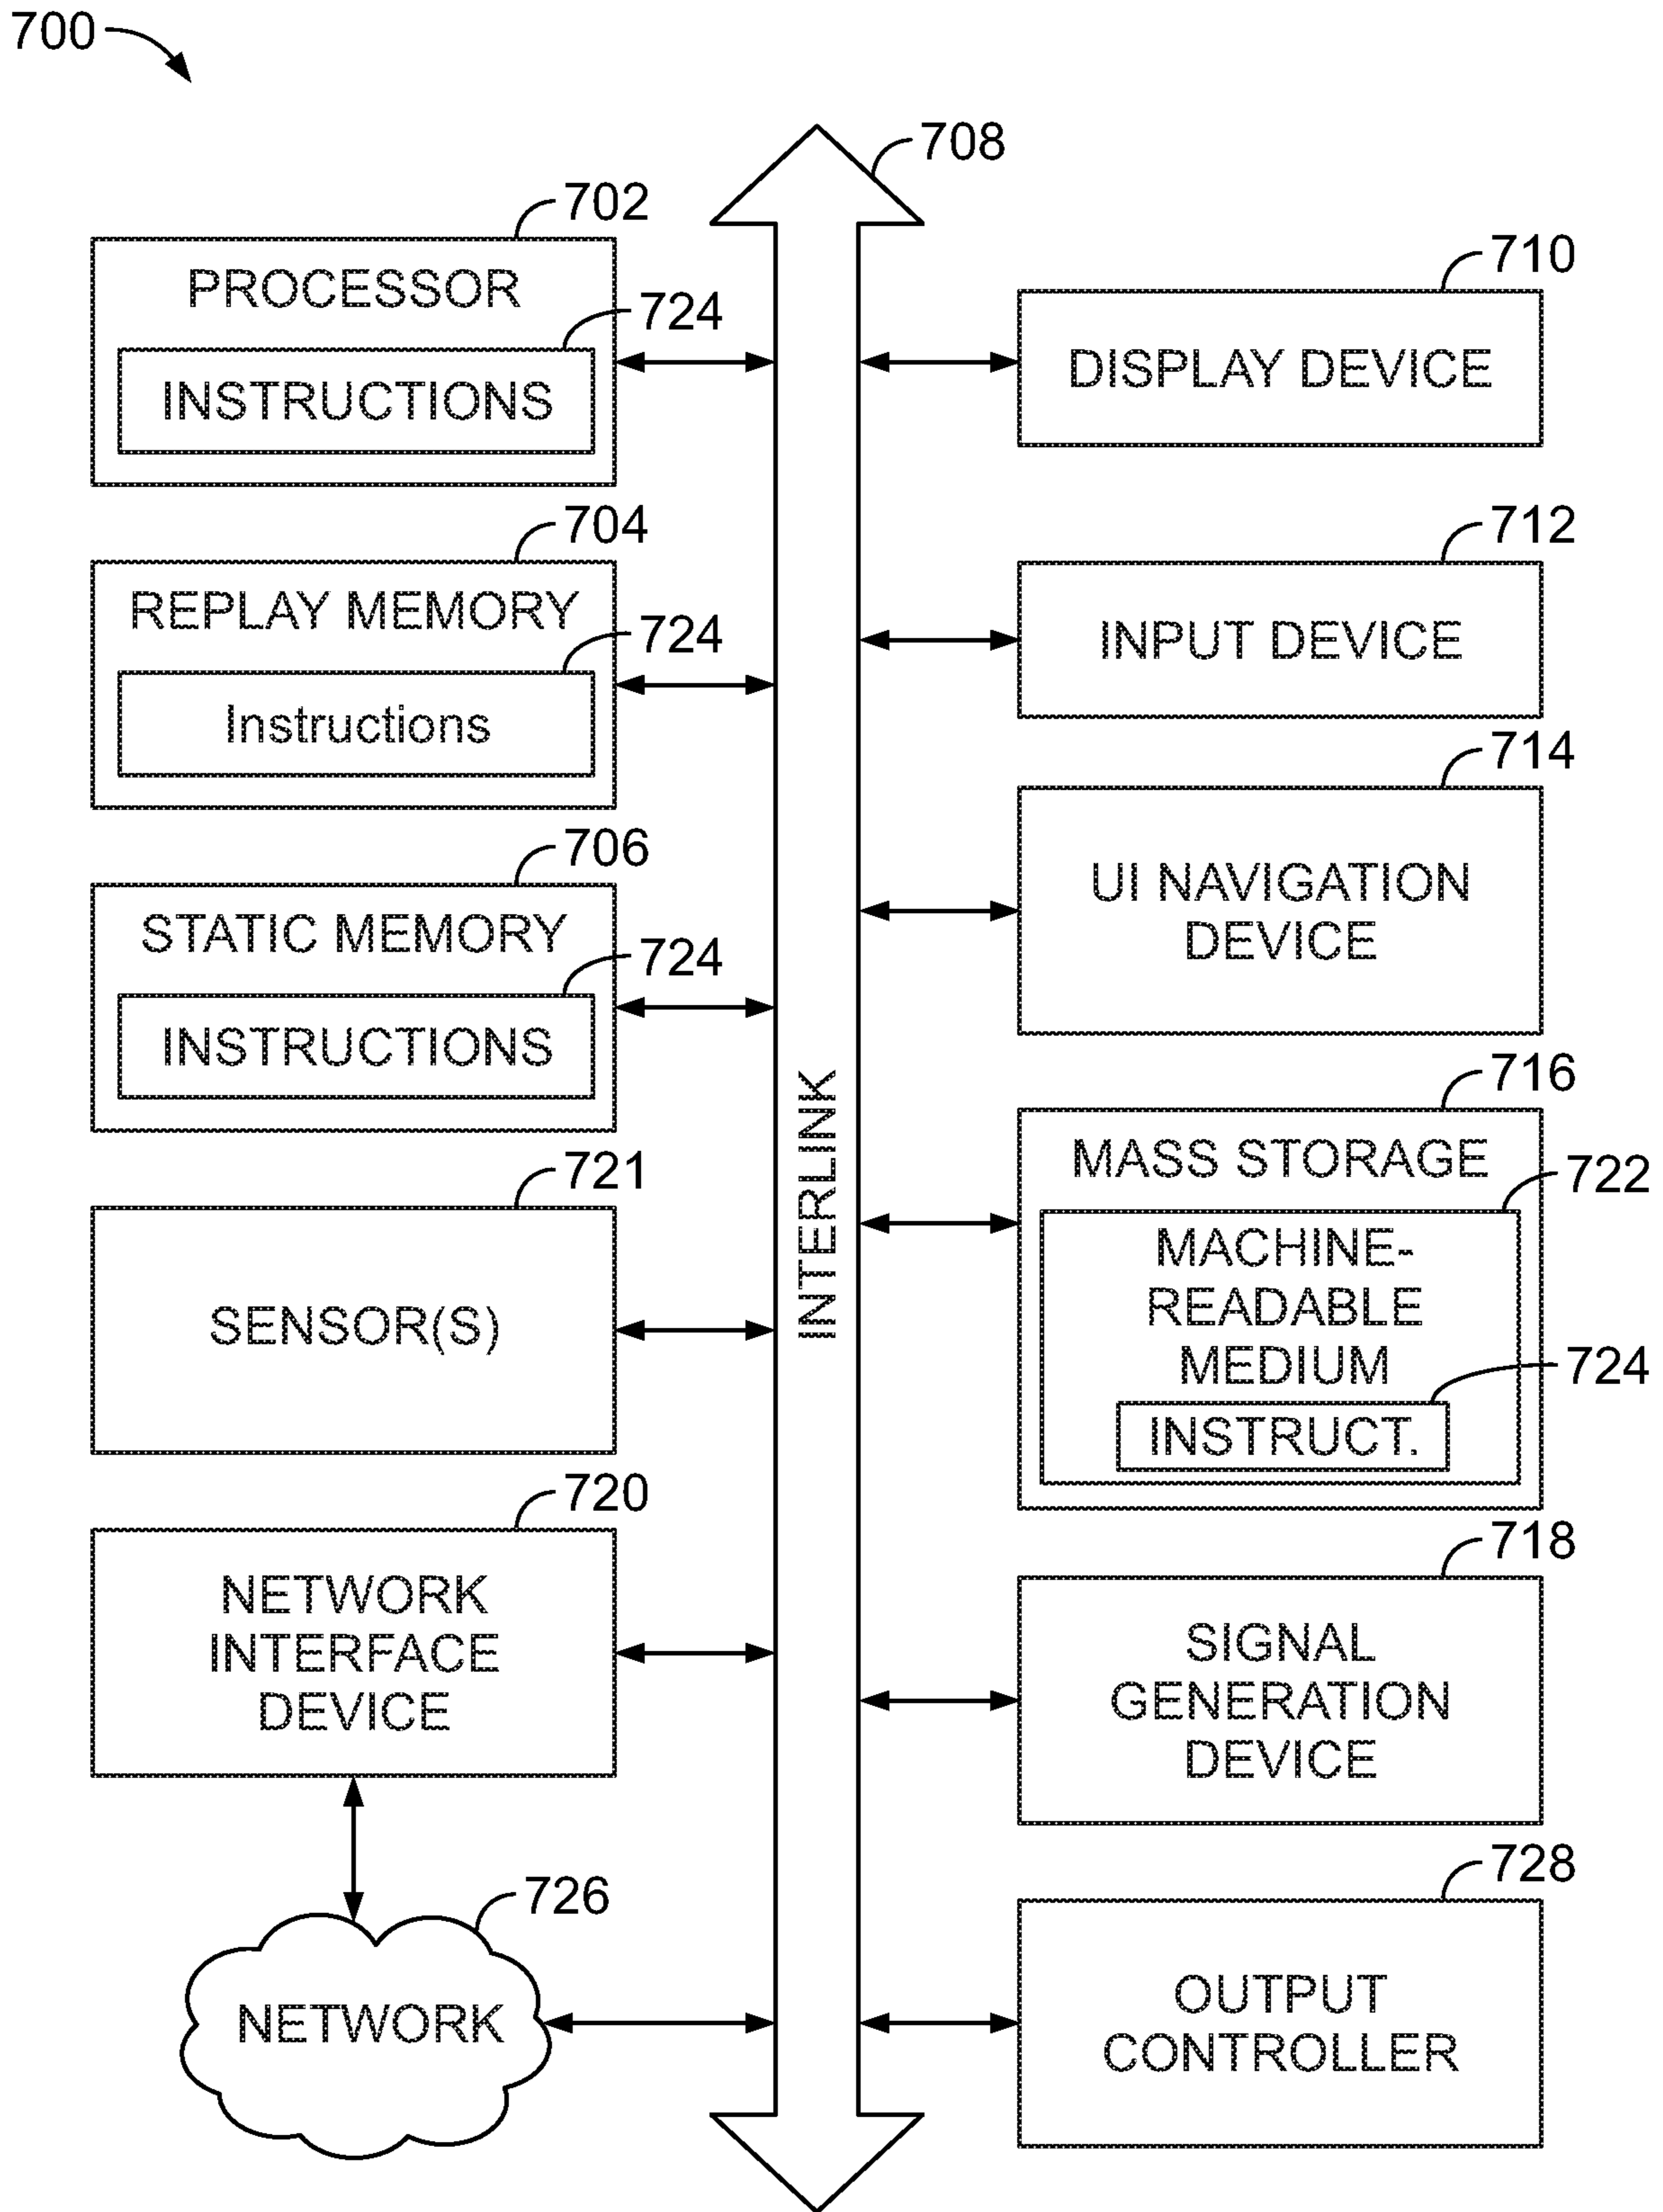 700
708
702
PROCESSOR
724
INSTRUCTIONS
704
REPLAY MEMORY
724
Instructions
706
STATIC MEMORY
724
INSTRUCTIONS
721
SENSOR(S)
720
NETWORK
INTERFACE
DEVICE
726
NETWORK
INTERLINK
710
DISPLAY DEVICE
712
INPUT DEVICE
714
UI NAVIGATION
DEVICE
716
MASS STORAGE
722
MACHINE-
READABLE
MEDIUM
724
INSTRUCT.
718
SIGNAL
GENERATION
DEVICE
728
OUTPUT
CONTROLLER